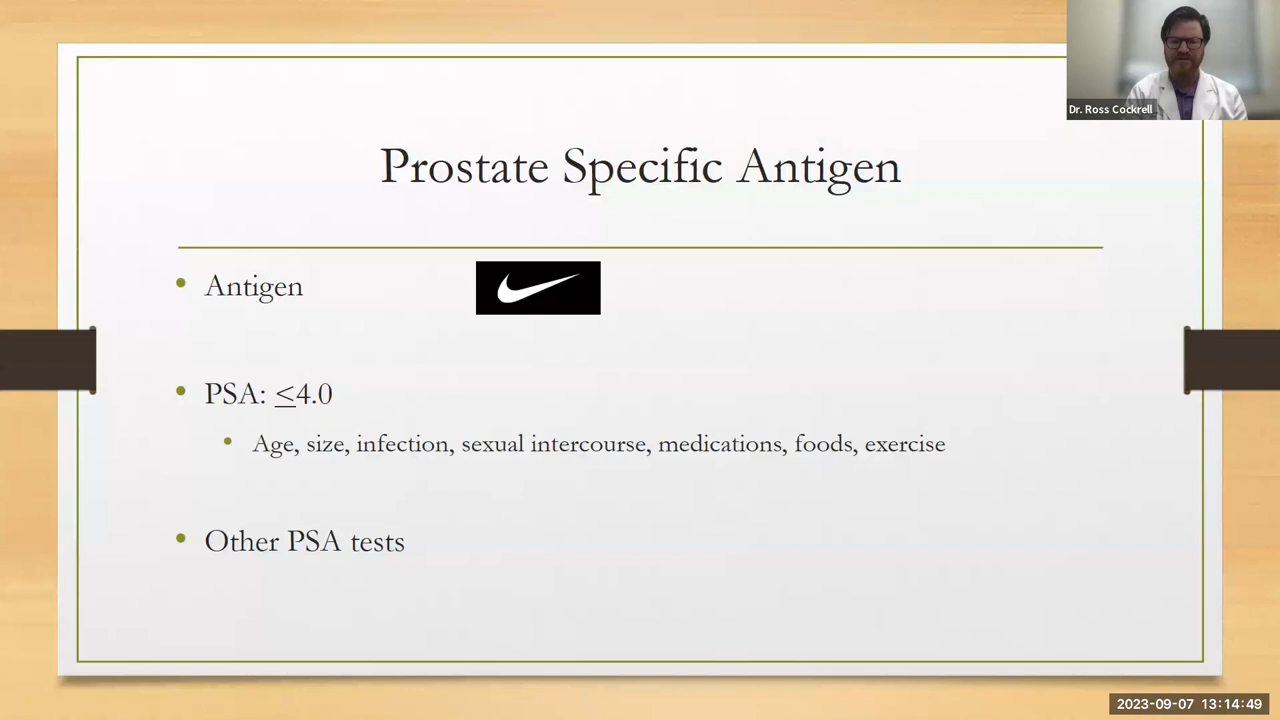 Dr. Ross Cockrell
Prostate Specific Antigen
• Antigen
• PSA: ≤4.0
• Age, size, infection, sexual intercourse, medications, foods, exercise
• Other PSA tests
2023-09-07 13:14:49